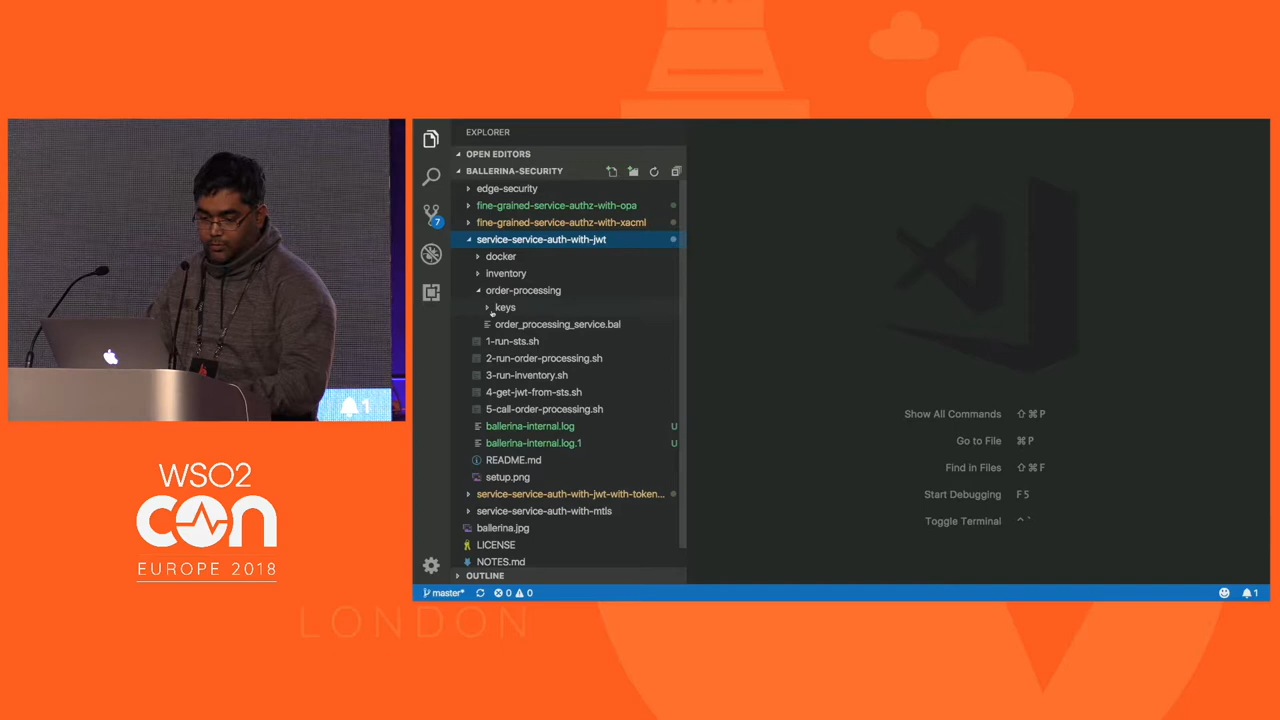 EXPLORER
OPEN EDITORS
BALLERINA-SECURITY
edge-security
fine-grained-service-authz-with-opa
fine-grained-service-authz-with-xacml
7
service-service-auth-with-jwt
docker
inventory
order-processing
keys
order_processing_service.bal
1-run-sts.sh
2-run-order-processing.sh
3-run-inventory.sh
4-get-jwt-from-sts.sh
5-call-order-processing.sh
ballerina-internal.log U
ballerina-internal.log.1 U
README.md
setup.png
service-service-auth-with-jwt-with-token...
service-service-auth-with-mtls
ballerina.jpg
LICENSE
NOTES.md
OUTLINE
master* 0 0 1
Show All Commands ⇧⌘P
Go to File ⌘P
Find in Files ⇧⌘F
Start Debugging F5
Toggle Terminal ^`
1
WSO2
CON
EUROPE 2018
LONDON